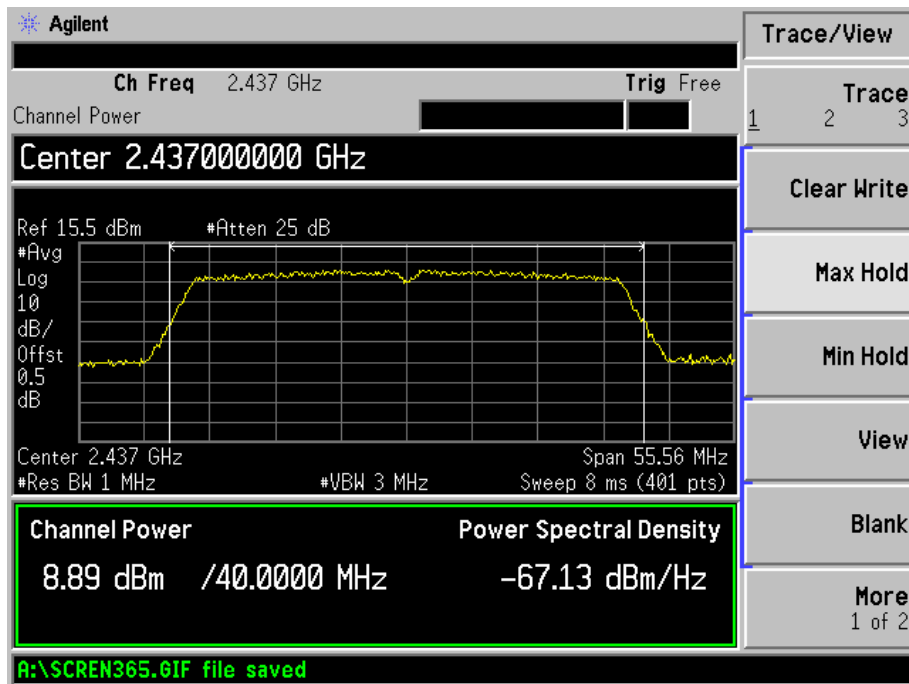 Agilent
Trace/View
Ch Freq 2.437 GHz Trig Free
Channel Power
Trace
1 2 3
Center 2.437000000 GHz
Clear Write
Ref 15.5 dBm #Atten 25 dB
#Avg
Log
10
dB/
Offst
0.5
dB
Max Hold
Min Hold
Center 2.437 GHz Span 55.56 MHz
#Res BW 1 MHz #VBW 3 MHz Sweep 8 ms (401 pts)
View
Channel Power Power Spectral Density
8.89 dBm /40.0000 MHz -67.13 dBm/Hz
Blank
More
1 of 2
A:\SCREN365.GIF file saved